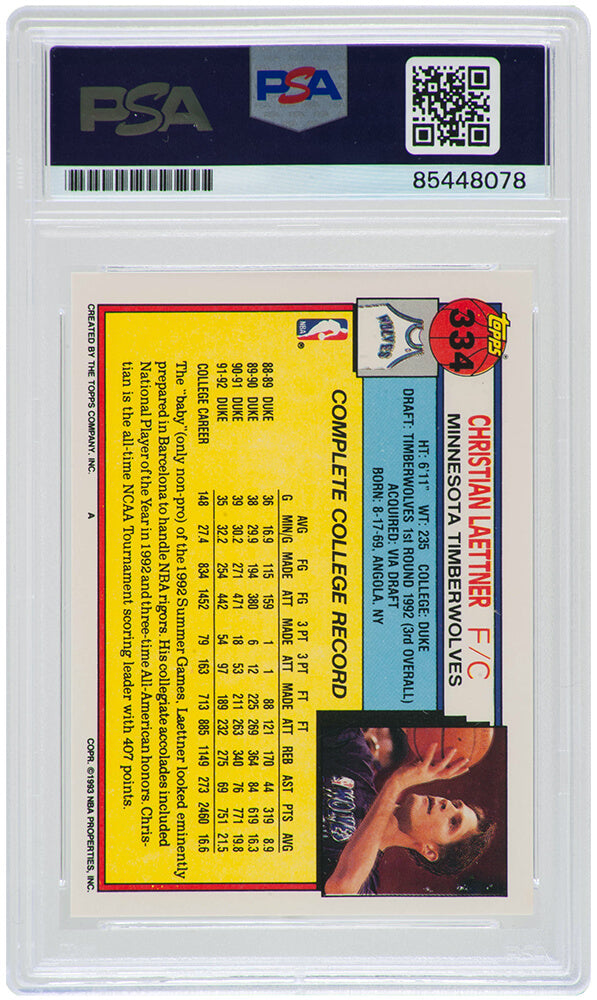 PSA
PSA
85448078
Topps®
334
WOLVES
CHRISTIAN LAETTNER F/C
MINNESOTA TIMBERWOLVES
HT: 6'11" WT: 235 COLLEGE: DUKE
DRAFT: TIMBERWOLVES 1ST ROUND 1992 (3rd OVERALL)
ACQUIRED: VIA DRAFT
BORN: 8-17-69, ANGOLA, NY
WOLVES
NBA ®
COMPLETE COLLEGE RECORD
AVG FG FG 3 PT 3 PT FT FT
G MIN/G MADE ATT MADE ATT MADE ATT REB AST PTS AVG
88-89 DUKE 36 16.9 115 159 1 1 88 121 170 44 319 8.9
89-90 DUKE 38 29.9 194 380 6 12 225 269 364 84 619 16.3
90-91 DUKE 39 30.2 271 471 18 53 211 263 340 76 771 19.8
91-92 DUKE 35 32.2 254 442 54 97 189 232 275 69 751 21.5
COLLEGE CAREER 148 27.4 834 1452 79 163 713 885 1149 273 2460 16.6
The "baby" (only non-pro) of the 1992 Summer Games, Laettner looked eminently
prepared in Barcelona to handle NBA rigors. His collegiate accolades included
National Player of the Year in 1992 and three-time All-American honors. Chris-
tian is the all-time NCAA Tournament scoring leader with 407 points.
CREATED BY THE TOPPS COMPANY, INC. A COPR. ©1993 NBA PROPERTIES, INC.